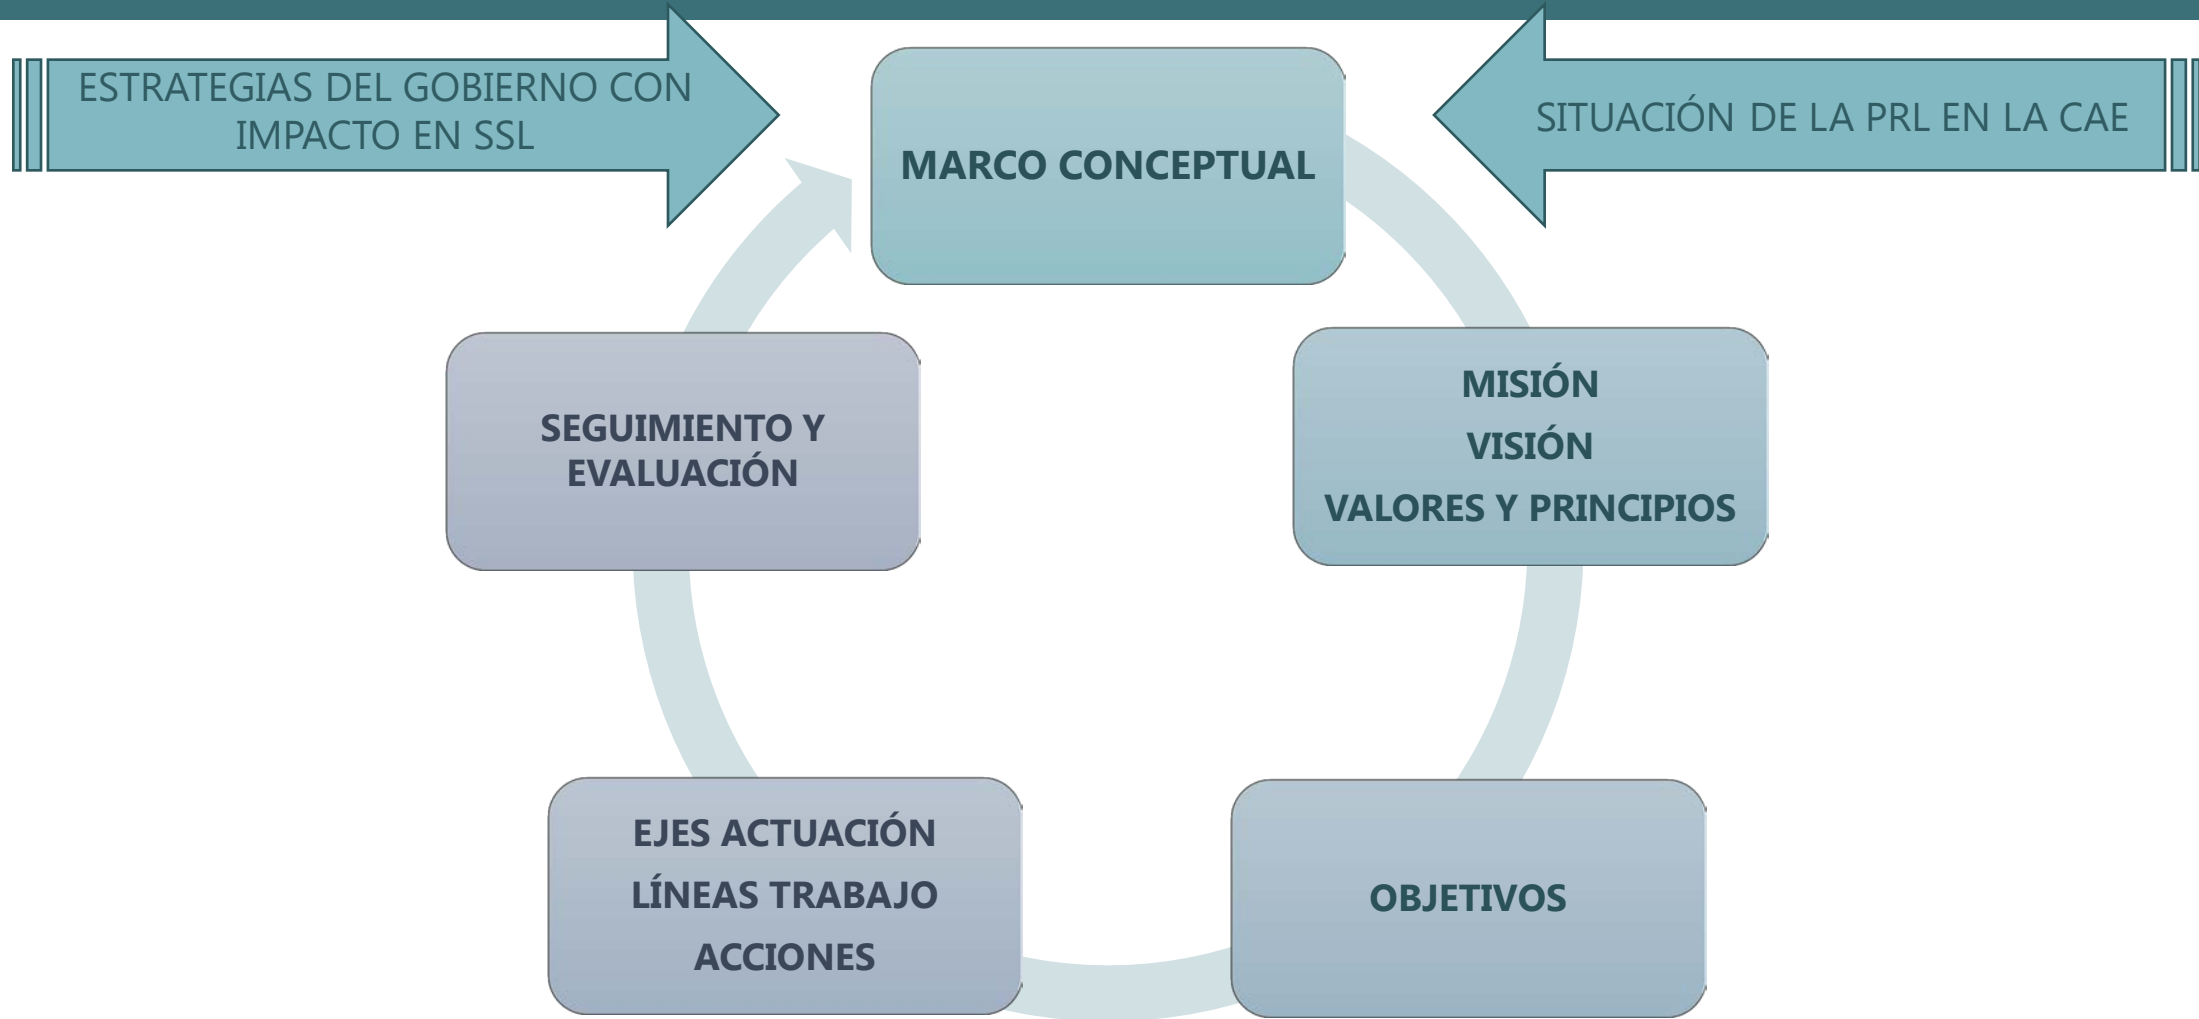 ESTRATEGIAS DEL GOBIERNO CON
IMPACTO EN SSL
SITUACIÓN DE LA PRL EN LA CAE
MARCO CONCEPTUAL
MISIÓN
VISIÓN
VALORES Y PRINCIPIOS
OBJETIVOS
EJES ACTUACIÓN
LÍNEAS TRABAJO
ACCIONES
SEGUIMIENTO Y
EVALUACIÓN